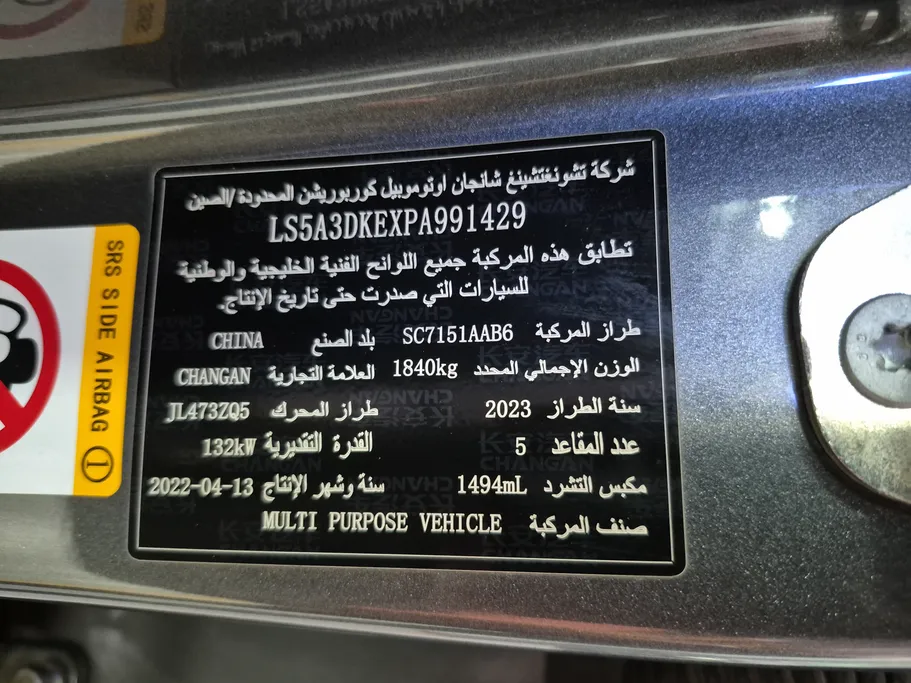 شركة تشونغتشينغ شانجان اوتوموبيل كوربوريشن المحدودة/الصين
LS5A3DKEXPA991429
تطابق هذه المركبة جميع اللوائح الفنية الخليجية والوطنية
للسيارات التي صدرت حتى تاريخ الإنتاج.
طراز المركبة SC7151AAB6 بلد الصنع CHINA
الوزن الإجمالي المحدد 1840kg العلامة التجارية CHANGAN
سنة الطراز 2023 طراز المحرك JL473ZQ5
عدد المقاعد 5 القدرة التقديرية 132kW
مكبس التشرد 1494mL سنة وشهر الإنتاج 2022-04-13
صنف المركبة MULTI PURPOSE VEHICLE
SRS SIDE AIRBAG 1